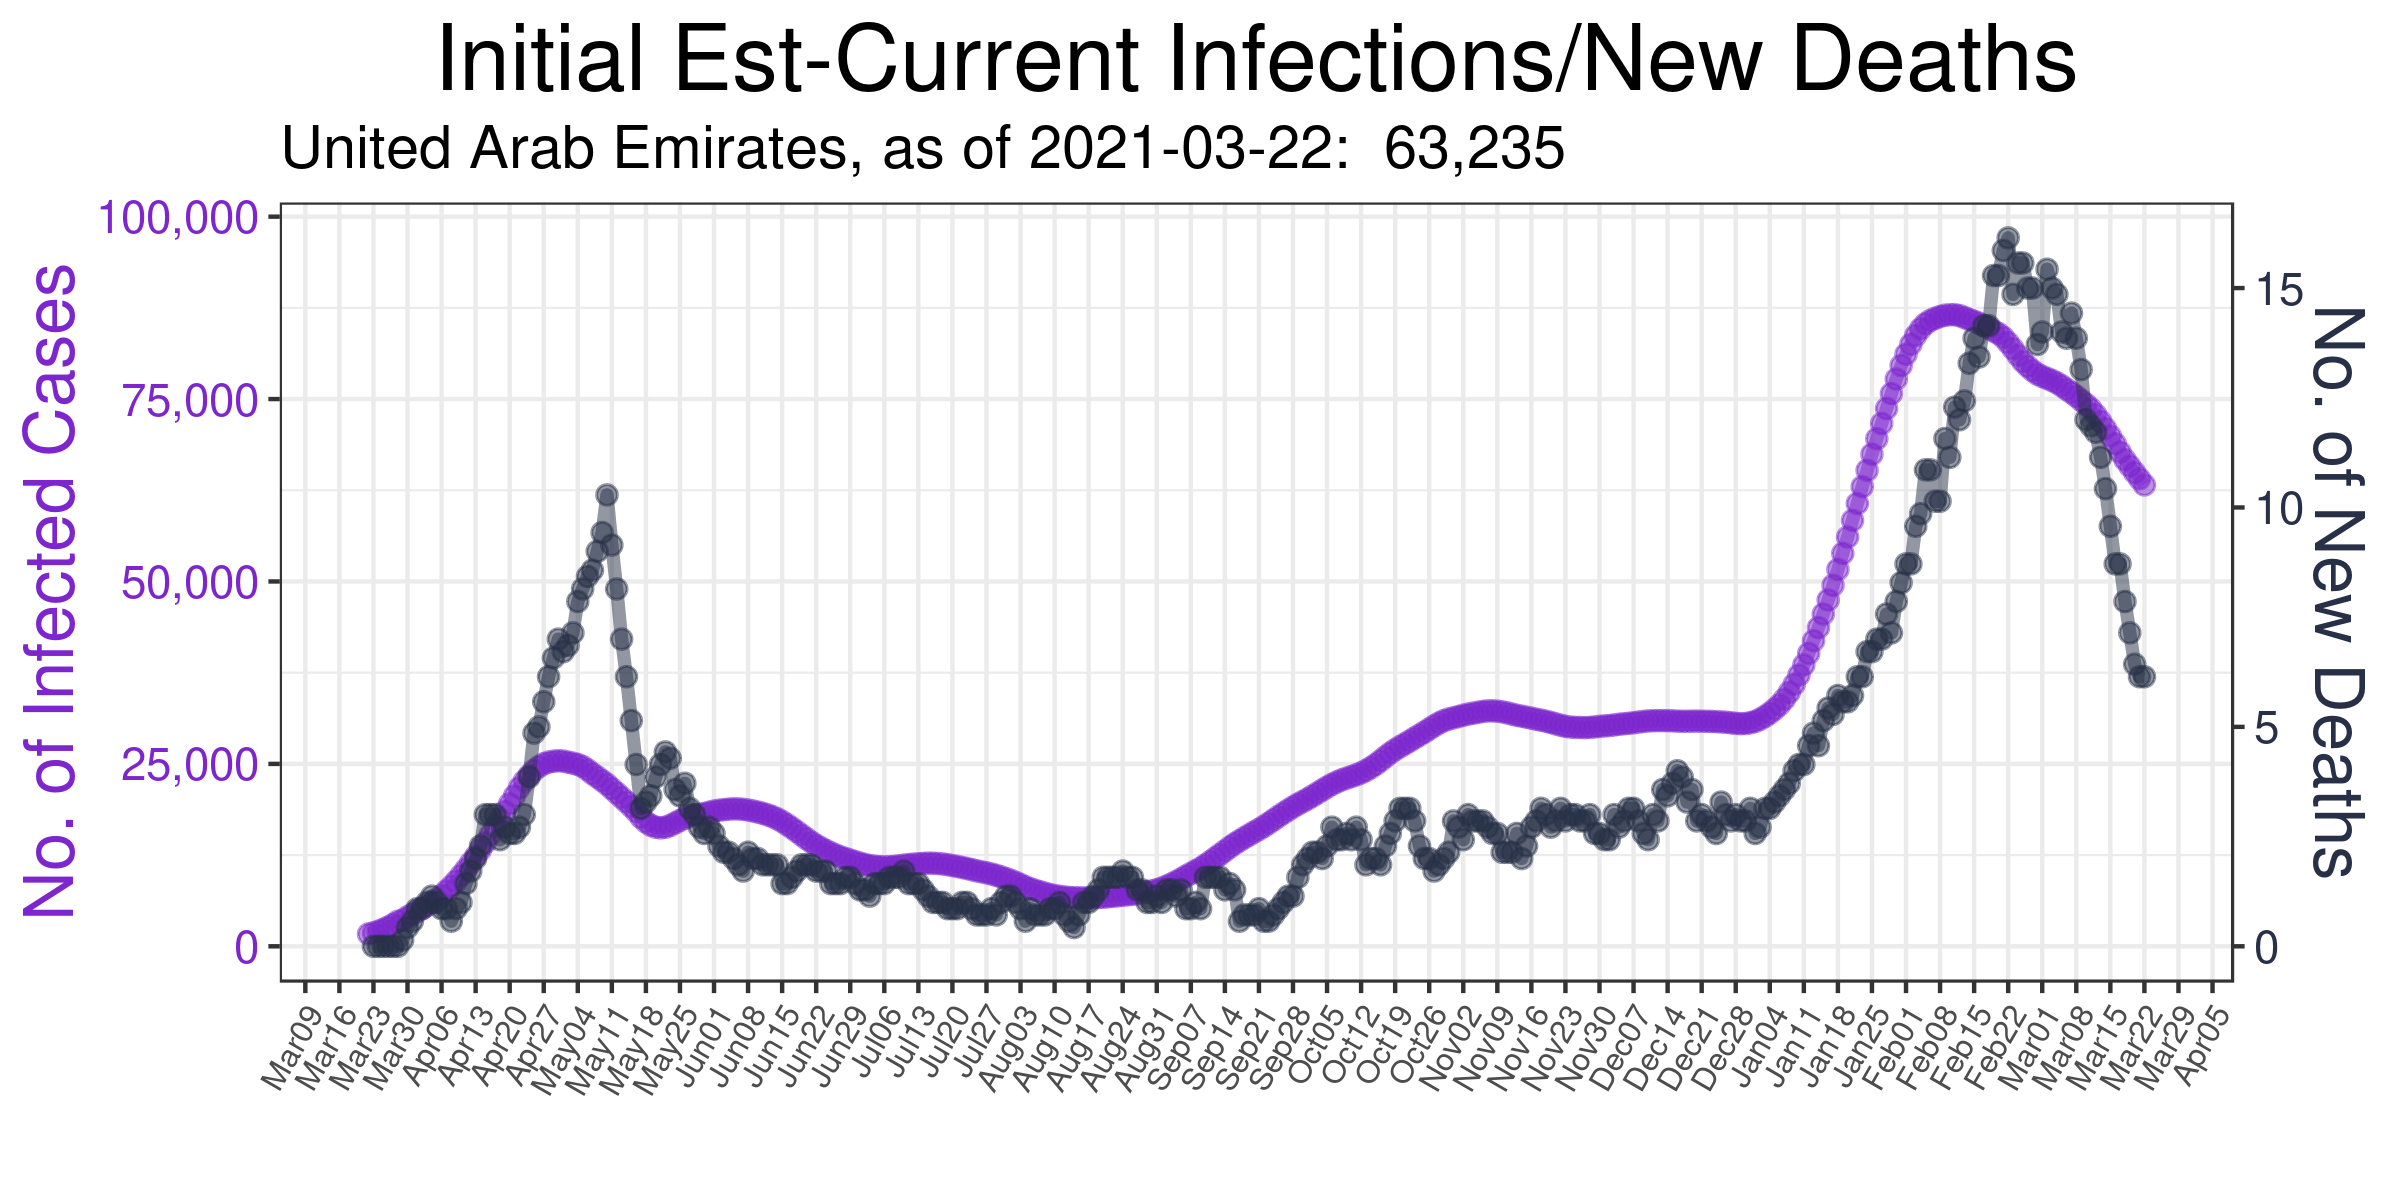 Initial Est-Current Infections/New Deaths
United Arab Emirates, as of 2021-03-22:  63,235
No. of Infected Cases
100,000
75,000
50,000
25,000
0
15
10
5
0
No. of New Deaths
Mar09
Mar16
Mar23
Mar30
Apr06
Apr13
Apr20
Apr27
May04
May11
May18
May25
Jun01
Jun08
Jun15
Jun22
Jun29
Jul06
Jul13
Jul20
Jul27
Aug03
Aug10
Aug17
Aug24
Aug31
Sep07
Sep14
Sep21
Sep28
Oct05
Oct12
Oct19
Oct26
Nov02
Nov09
Nov16
Nov23
Nov30
Dec07
Dec14
Dec21
Dec28
Jan04
Jan11
Jan18
Jan25
Feb01
Feb08
Feb15
Feb22
Mar01
Mar08
Mar15
Mar22
Mar29
Apr05